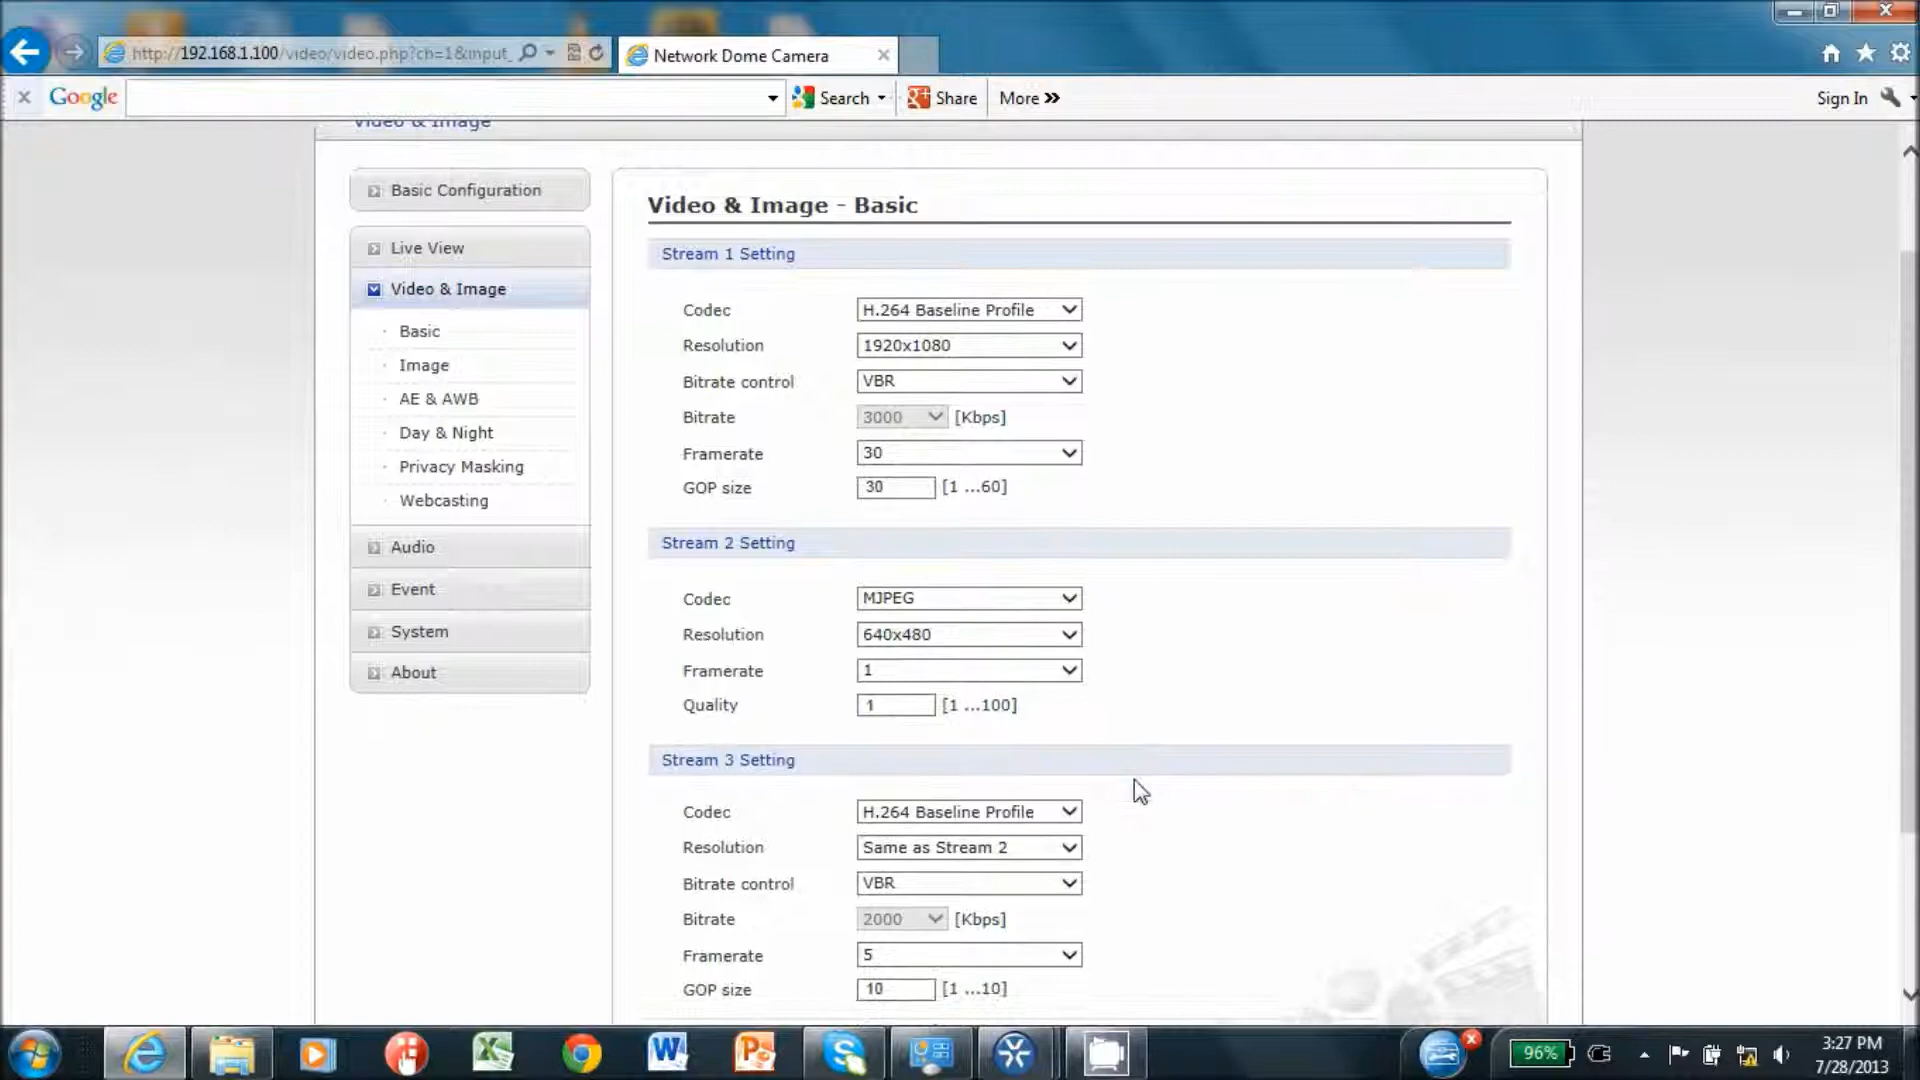 http://192.168.1.100/video/video.php?ch=1&input_
Network Dome Camera
Google
Search
Share
More
Sign In
Video & Image
Basic Configuration
Live View
Video & Image
Basic
Image
AE & AWB
Day & Night
Privacy Masking
Webcasting
Audio
Event
System
About
Video & Image - Basic
Stream 1 Setting
Codec H.264 Baseline Profile
Resolution 1920x1080
Bitrate control VBR
Bitrate 3000 [Kbps]
Framerate 30
GOP size 30 [1 ...60]
Stream 2 Setting
Codec MJPEG
Resolution 640x480
Framerate 1
Quality 1 [1 ...100]
Stream 3 Setting
Codec H.264 Baseline Profile
Resolution Same as Stream 2
Bitrate control VBR
Bitrate 2000 [Kbps]
Framerate 5
GOP size 10 [1 ...10]
96%
3:27 PM
7/28/2013